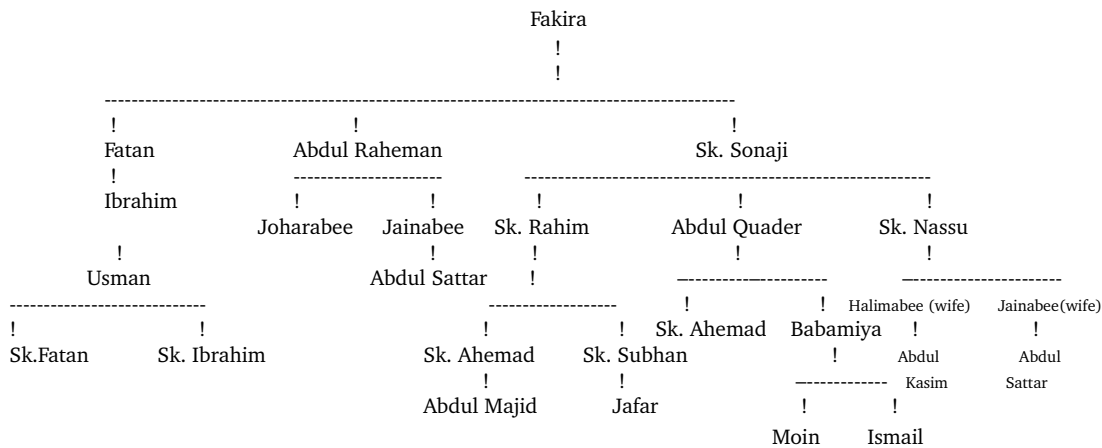 Fakira
!
!
---------------------------------------------------------------------------------------------
! ! !
Fatan Abdul Raheman Sk. Sonaji
! ---------------------- ------------------------------------------------------------
Ibrahim ! ! ! ! !
Joharabee Jainabee Sk. Rahim Abdul Quader Sk. Nassu
! ! ! ! !
Usman Abdul Sattar ! –---------–----------- –----------------------
----------------------------- ------------------- ! ! Halimabee (wife) Jainabee(wife)
! ! ! ! Sk. Ahemad Babamiya ! !
Sk.Fatan Sk. Ibrahim Sk. Ahemad Sk. Subhan ! Abdul Abdul
! ! –------------- Kasim Sattar
Abdul Majid Jafar ! !
Moin Ismail